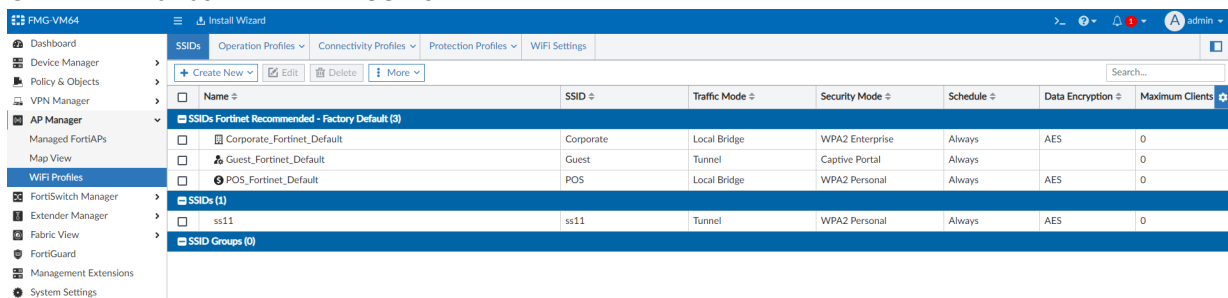 FMG-VM64
Install Wizard
>_
1
A admin
Dashboard
SSIDs Operation Profiles Connectivity Profiles Protection Profiles WiFi Settings
Device Manager
+ Create New Edit Delete More Search...
Policy & Objects
VPN Manager
Name SSID Traffic Mode Security Mode Schedule Data Encryption Maximum Clients
AP Manager
SSIDs Fortinet Recommended - Factory Default (3)
Managed FortiAPs
Corporate_Fortinet_Default Corporate Local Bridge WPA2 Enterprise Always AES 0
Map View
Guest_Fortinet_Default Guest Tunnel Captive Portal Always 0
WiFi Profiles
POS_Fortinet_Default POS Local Bridge WPA2 Personal Always AES 0
FortiSwitch Manager
SSIDs (1)
Extender Manager
ss11 ss11 Tunnel WPA2 Personal Always AES 0
Fabric View
SSID Groups (0)
FortiGuard
Management Extensions
System Settings